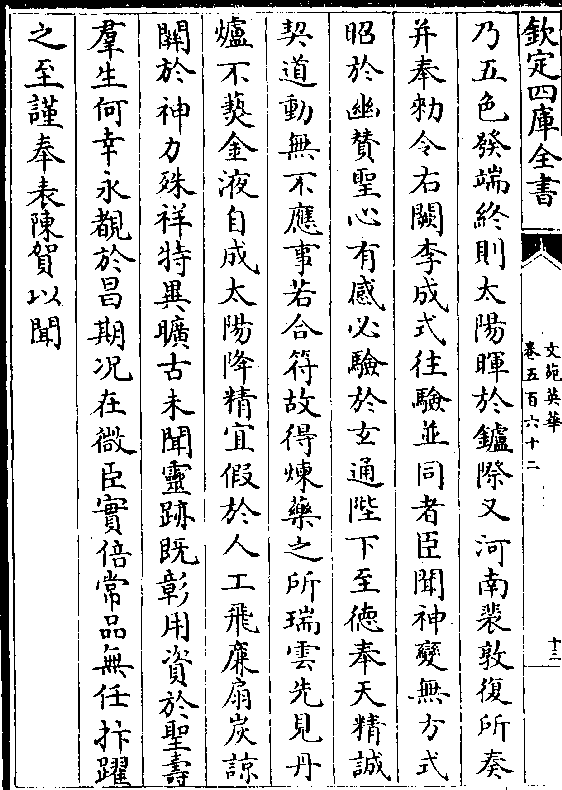 欽定四庫全書
文苑英華
卷五百六十二
十三
乃五色發端終則太陽暉於鑪際又河南裴敦復所奏
并奉勑令右闕李成式往驗並同者臣聞神變無方式
昭於幽贊聖心有感必驗於玄通陛下至德奉天精誠
契道動無不應事若合符故得煉藥之所瑞雲先見丹
爐不爇金液自成太陽降精宜假於人工飛廉扇炭諒
關於神力殊祥特異曠古未聞靈跡既彰用資於聖壽
羣生何幸永覩於昌期况在微臣實倍常品無任抃躍
之至謹奉表陳賀以聞